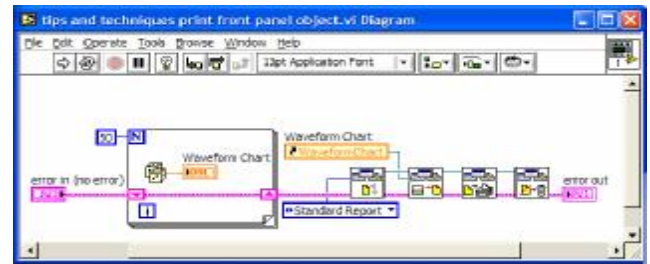 tips and techniques print front panel object.vi Diagram
File Edit Operate Tools Browse Window Help
13pt Application Font
50
N
Waveform Chart
Waveform Chart
Waveform Chart
error in (no error)
error out
i
Standard Report